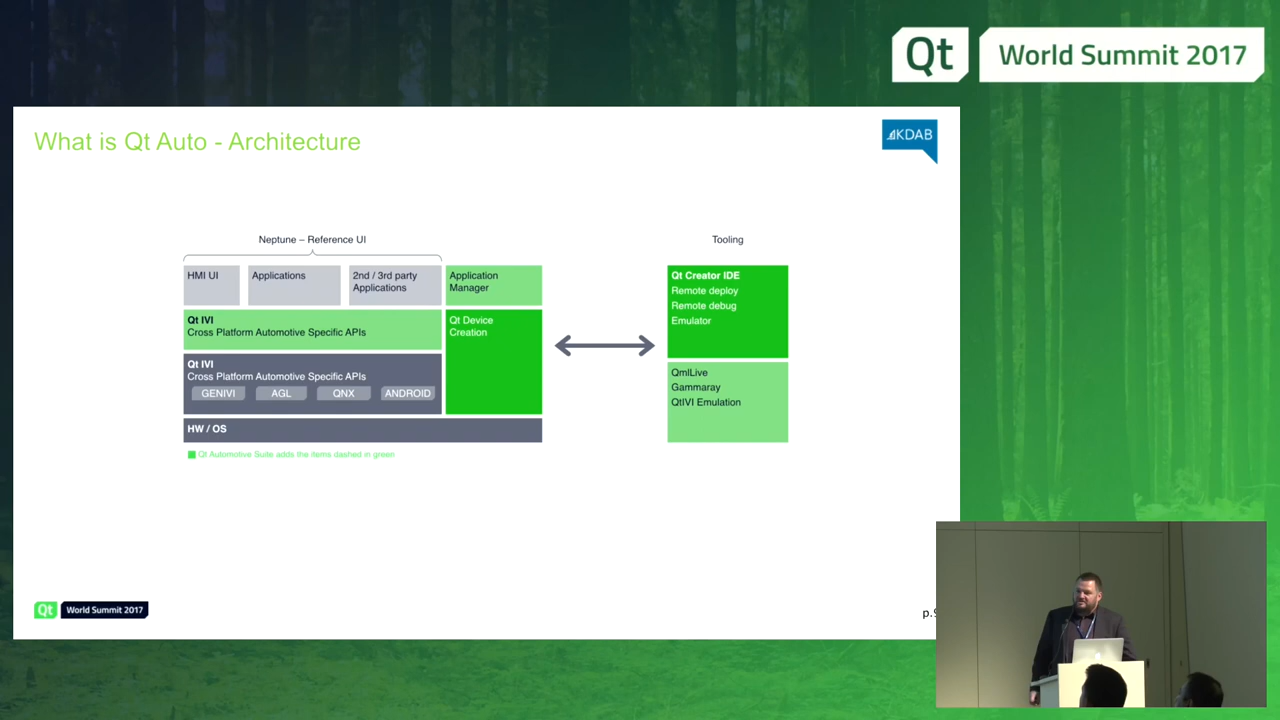 Qt World Summit 2017
What is Qt Auto - Architecture
KDAB
Neptune – Reference UI
Tooling
HMI UI
Applications
2nd / 3rd party
Applications
Application
Manager
Qt IVI
Cross Platform Automotive Specific APIs
Qt Device
Creation
Qt IVI
Cross Platform Automotive Specific APIs
GENIVI AGL QNX ANDROID
HW / OS
Qt Automotive Suite adds the items dashed in green
Qt Creator IDE
Remote deploy
Remote debug
Emulator
QmlLive
Gammaray
QtIVI Emulation
Qt World Summit 2017